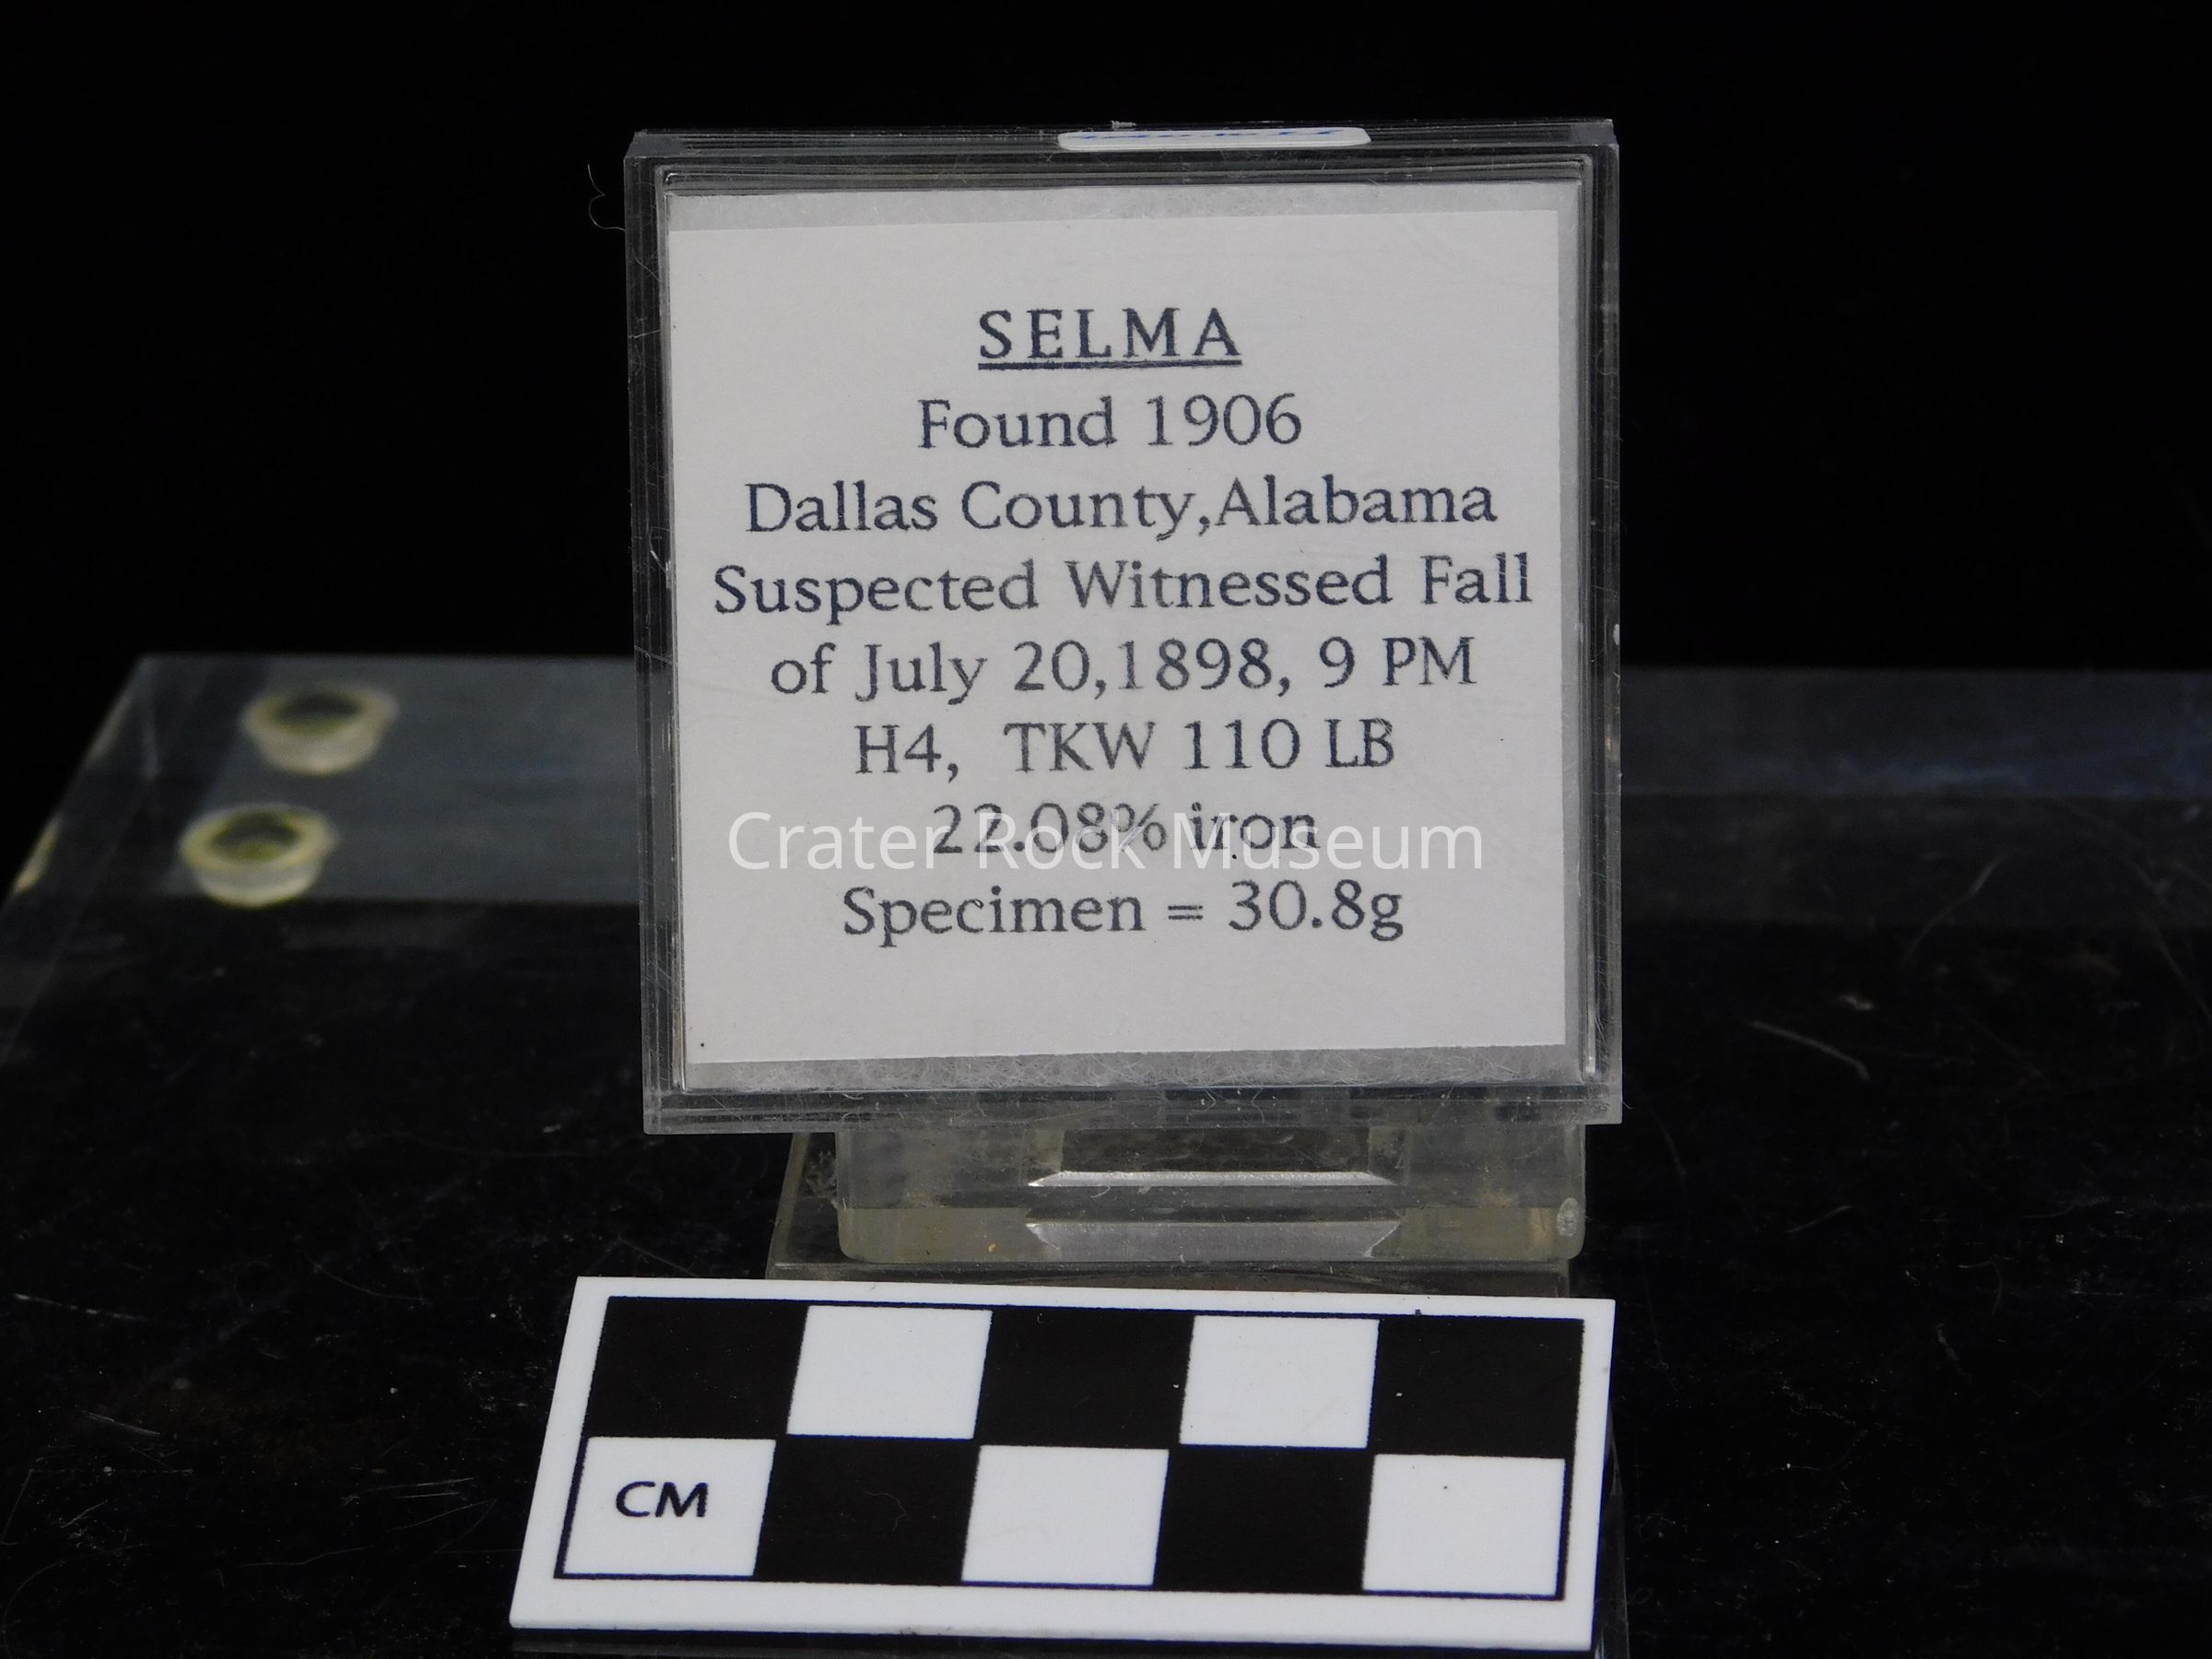 SELMA
Found 1906
Dallas County,Alabama
Suspected Witnessed Fall
of July 20,1898, 9 PM
H4, TKW 110 LB
22.08% iron
Crater Rock Museum
Specimen = 30.8g
CM